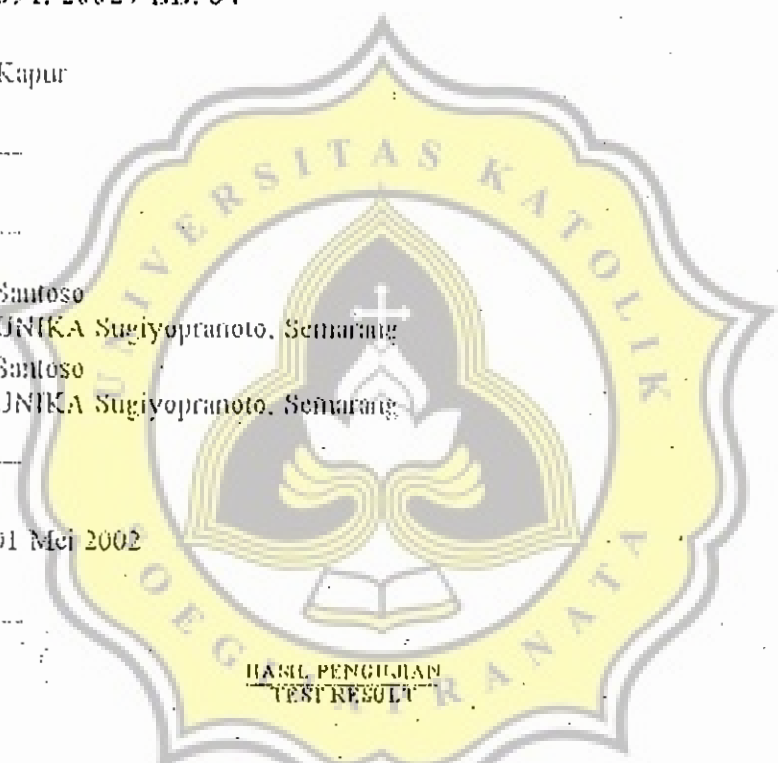 Kapur
Santoso
UNIKA Sugiyopranoto, Semarang
Santoso
UNIKA Sugiyopranoto, Semarang
01 Mei 2002
HASIL PENGUJIAN
TEST RESULT
UNIVERSITAS KATOLIK
SOEGIJAPRANATA